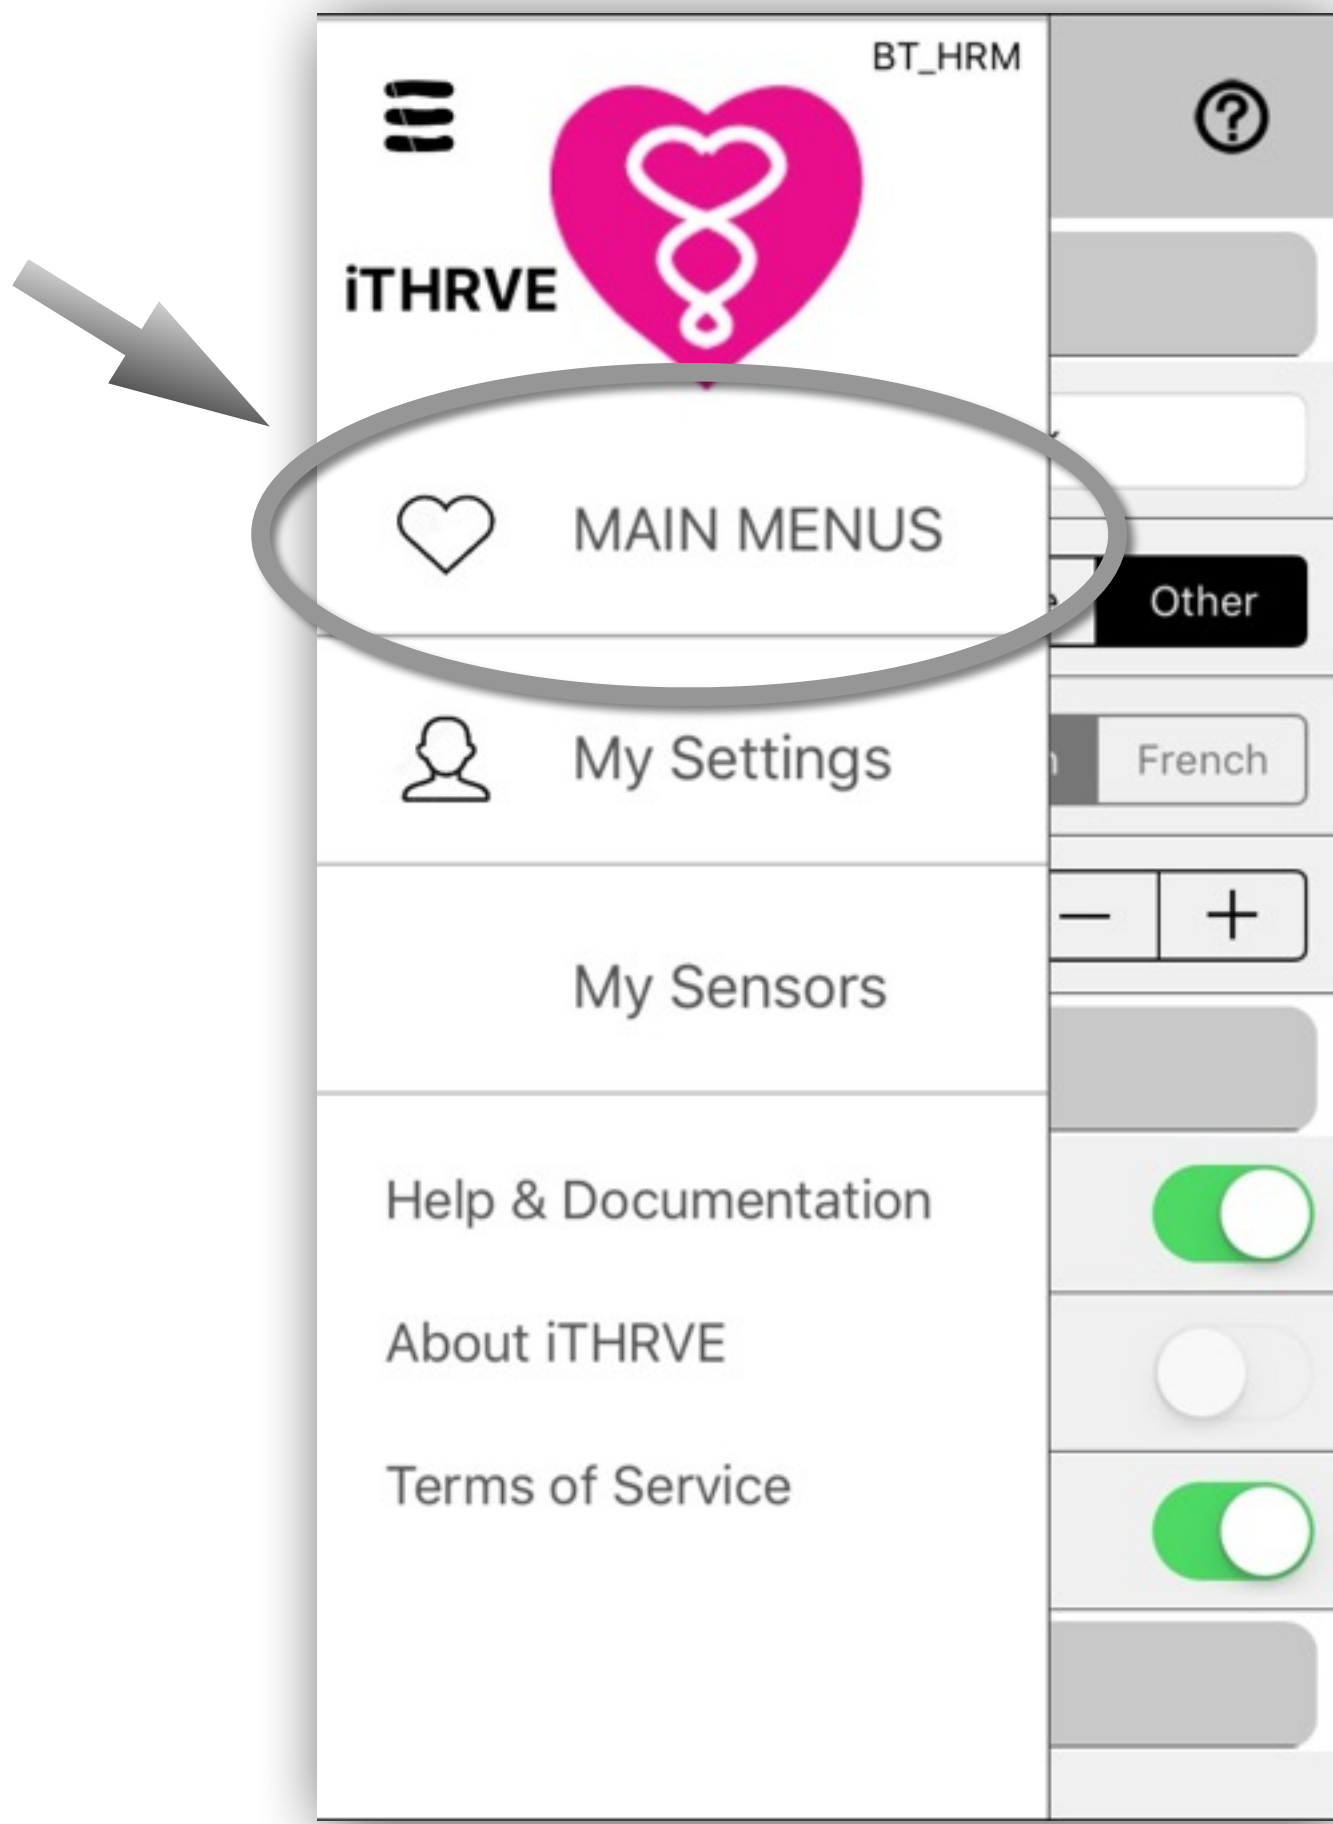 BT_HRM
iTHRVE
MAIN MENUS
Other
My Settings
French
My Sensors
Help & Documentation
About iTHRVE
Terms of Service